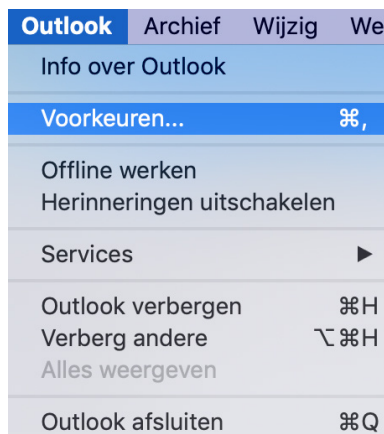 Outlook Archief Wijzig We
Info over Outlook
Voorkeuren... ⌘,
Offline werken
Herinneringen uitschakelen
Services ▶
Outlook verbergen ⌘H
Verberg andere ⌥⌘H
Alles weergeven
Outlook afsluiten ⌘Q